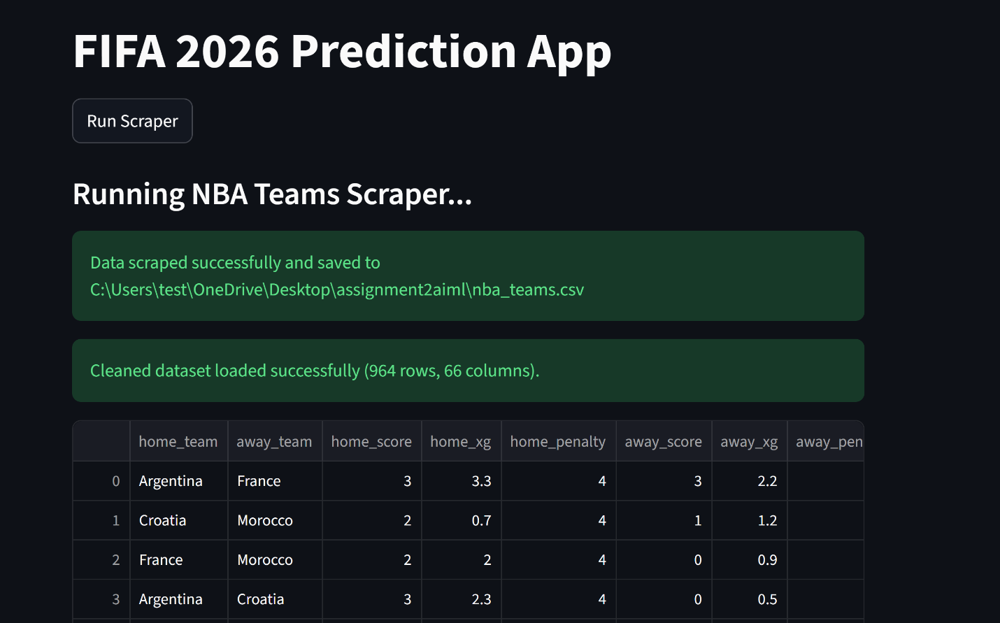 FIFA 2026 Prediction App
Run Scraper
Running NBA Teams Scraper...
Data scraped successfully and saved to
C:\Users\test\OneDrive\Desktop\assignment2aiml\nba_teams.csv
Cleaned dataset loaded successfully (964 rows, 66 columns).
home_team away_team home_score home_xg home_penalty away_score away_xg away_pen
0 Argentina France 3 3.3 4 3 2.2
1 Croatia Morocco 2 0.7 4 1 1.2
2 France Morocco 2 2 4 0 0.9
3 Argentina Croatia 3 2.3 4 0 0.5